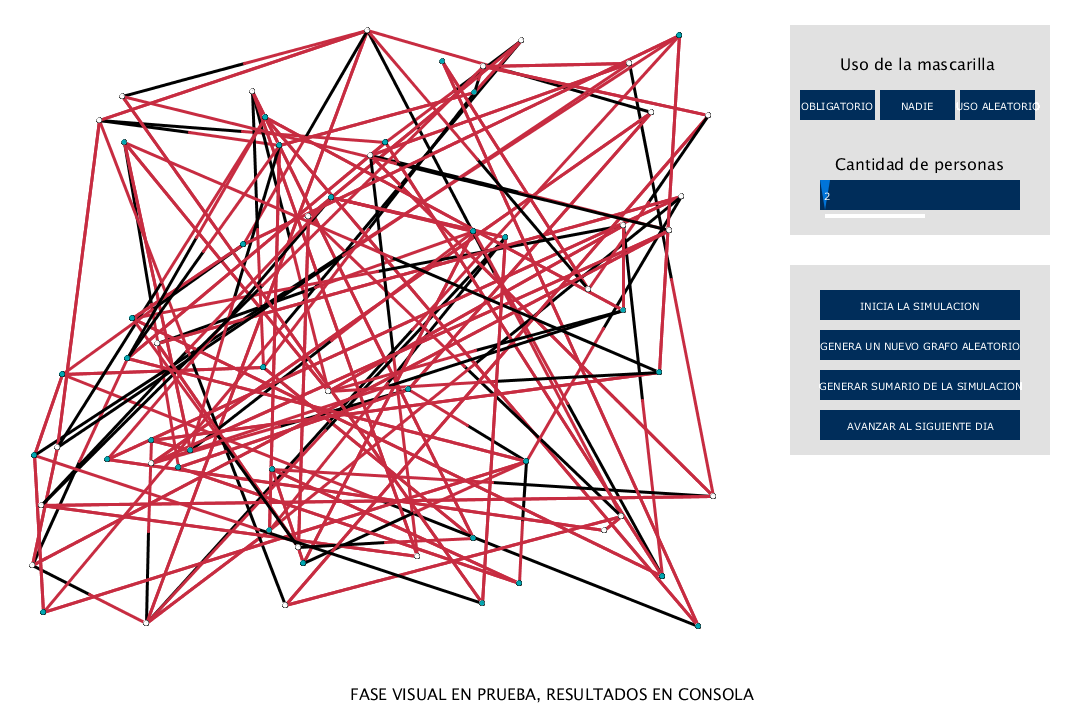 Uso de la mascarilla
OBLIGATORIO
NADIE
USO ALEATORIO
Cantidad de personas
2
INICIA LA SIMULACION
GENERA UN NUEVO GRAFO ALEATORIO
GENERAR SUMARIO DE LA SIMULACION
AVANZAR AL SIGUIENTE DIA
FASE VISUAL EN PRUEBA, RESULTADOS EN CONSOLA